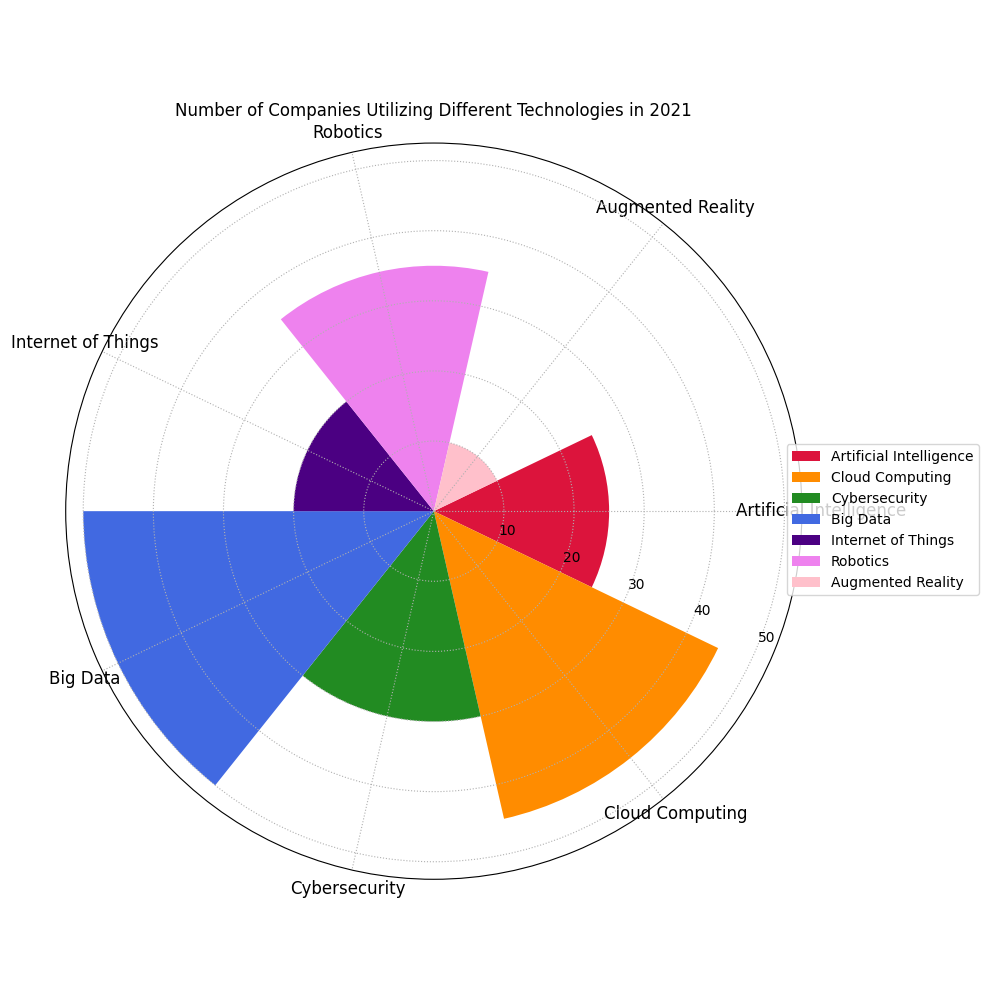 Number of Companies Utilizing Different Technologies in 2021
Robotics
Augmented Reality
Internet of Things
Artificial Intelligence
Big Data
Cloud Computing
Cybersecurity
10
20
30
40
50
Artificial Intelligence
Cloud Computing
Cybersecurity
Big Data
Internet of Things
Robotics
Augmented Reality